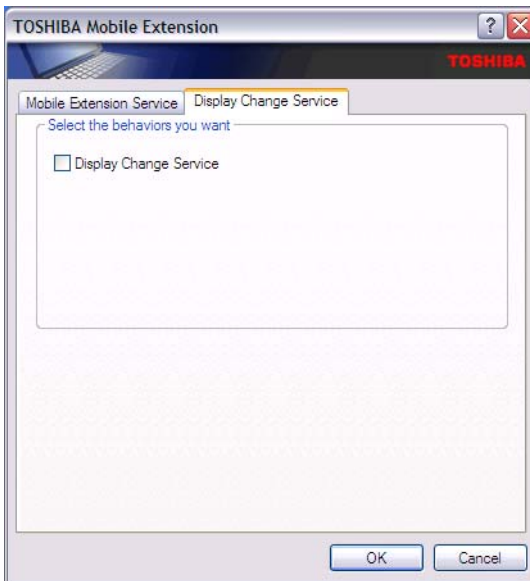 TOSHIBA Mobile Extension
TOSHIBA
Mobile Extension Service Display Change Service
Select the behaviors you want
Display Change Service
OK Cancel